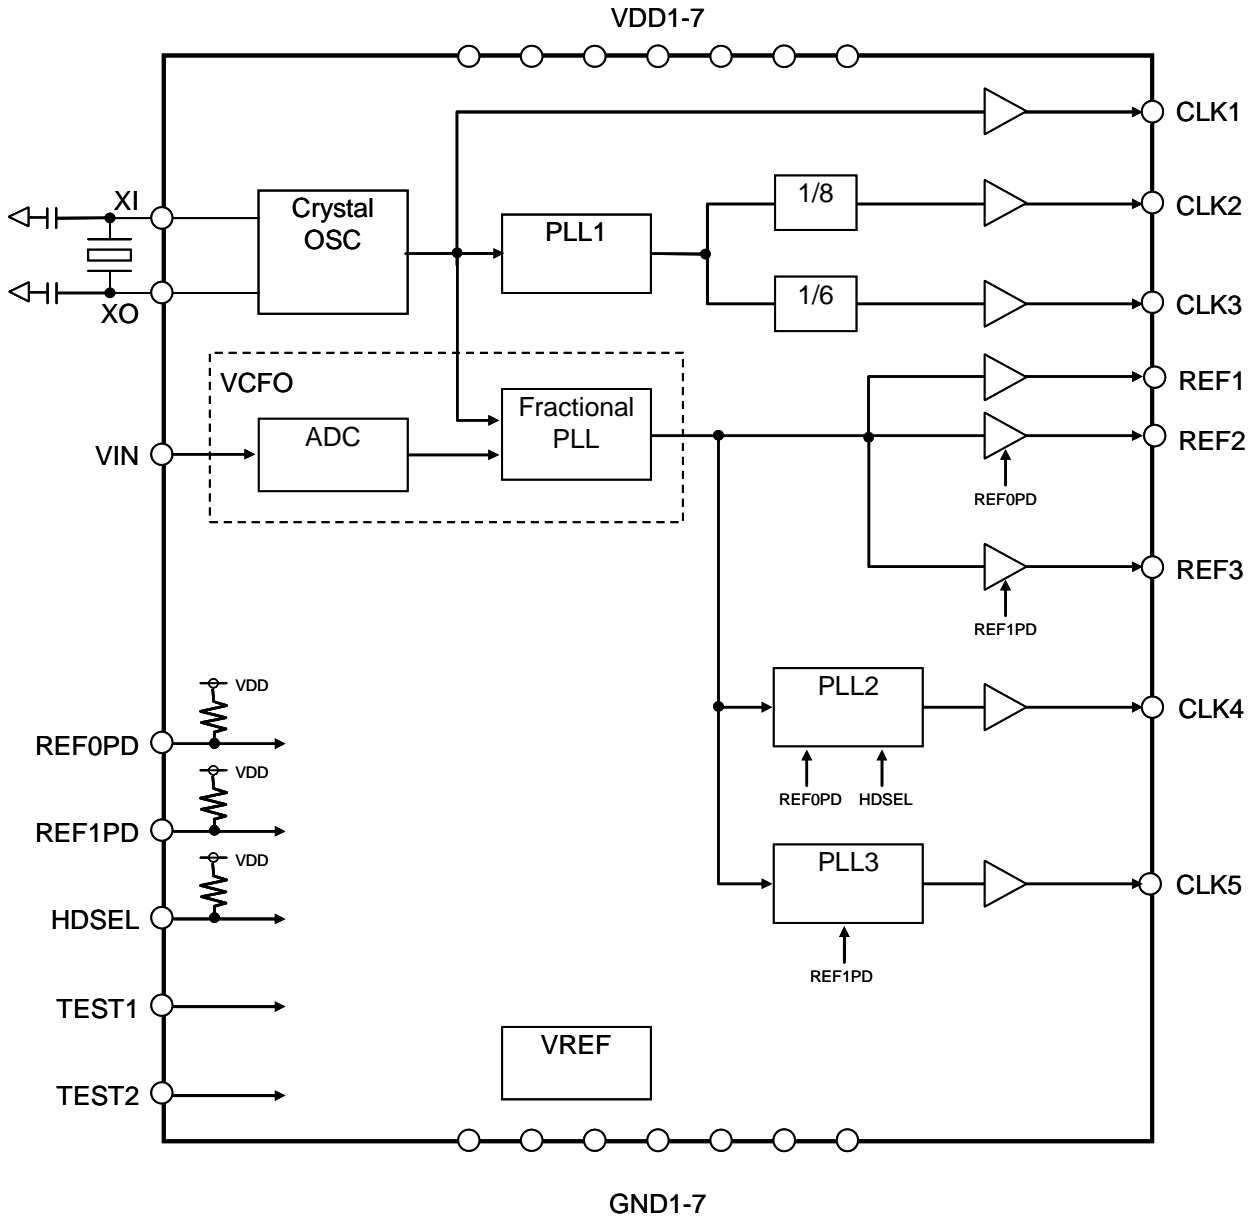 VDD1-7
CLK1
XI
Crystal
OSC
PLL1
1/8
CLK2
XO
1/6
CLK3
VCFO
REF1
Fractional
PLL
ADC
VIN
REF2
REF0PD
REF3
REF1PD
VDD
PLL2
CLK4
REF0PD
VDD
REF0PD
HDSEL
REF1PD
VDD
PLL3
CLK5
HDSEL
REF1PD
TEST1
VREF
TEST2
GND1-7